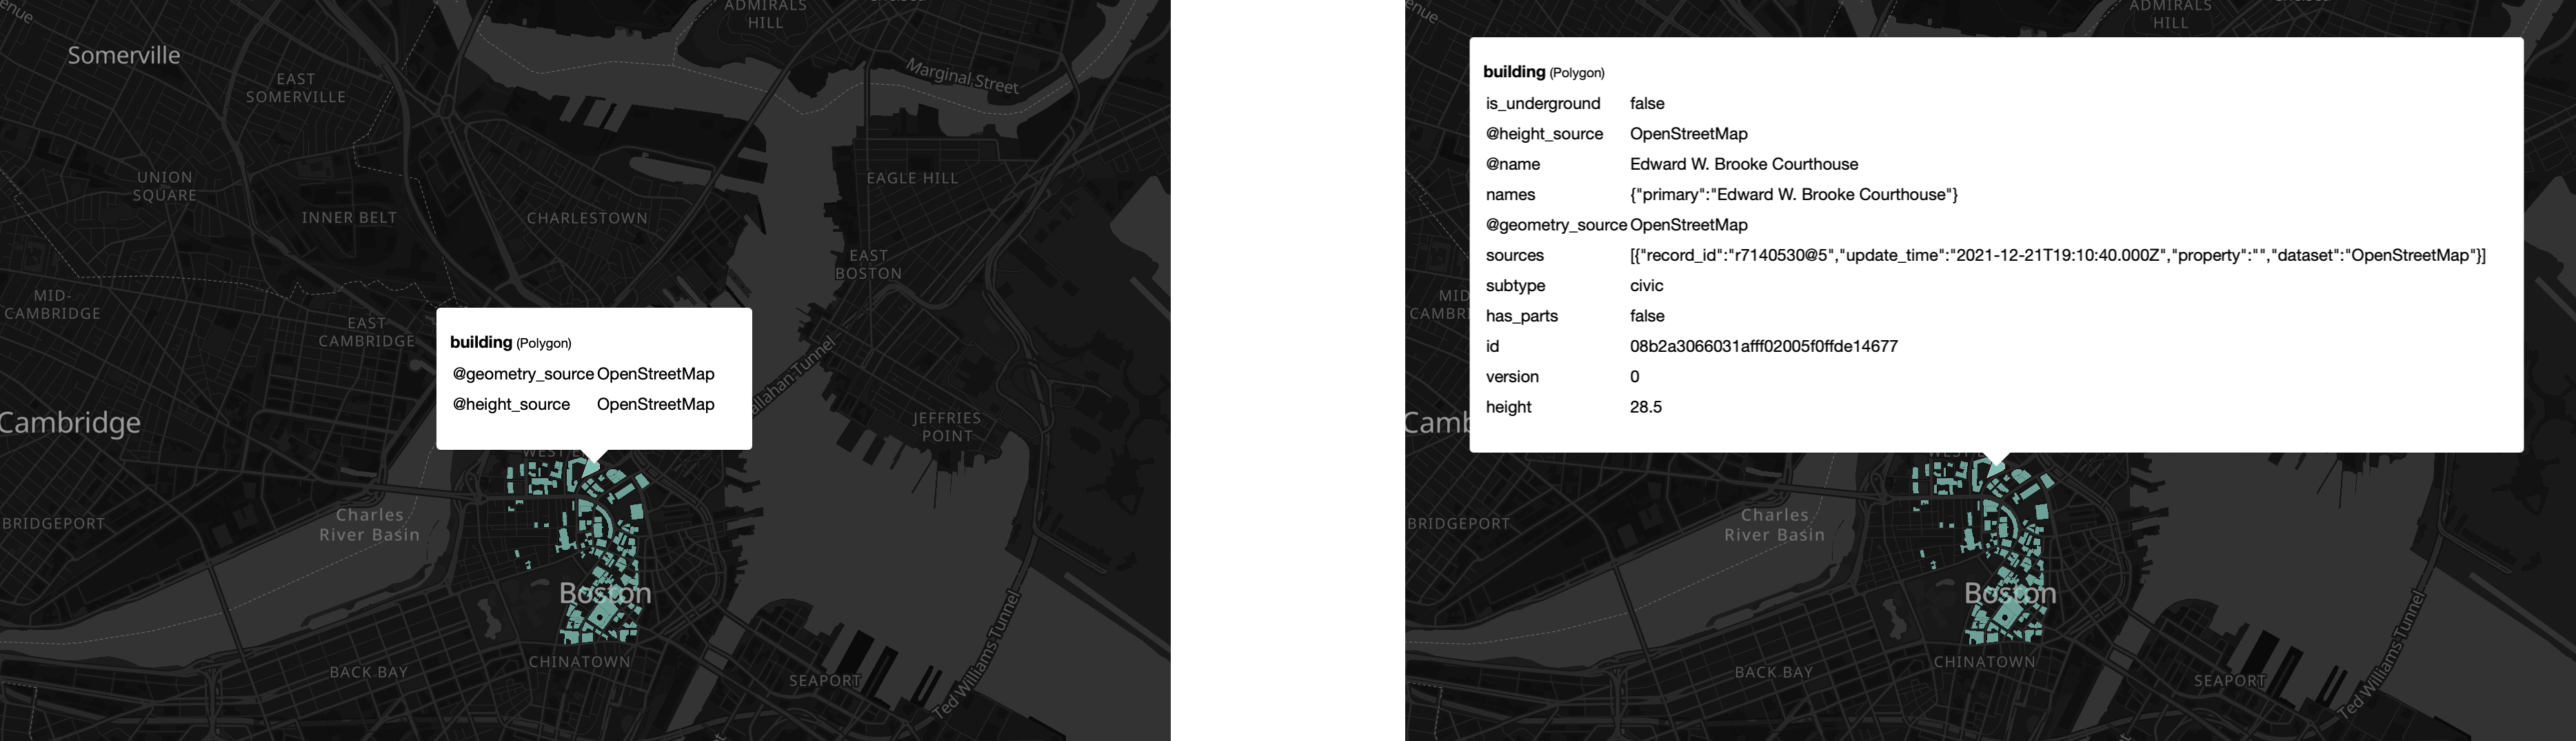 ADMIRALS
HILL
Somerville
EAST
SOMERVILLE
Marginal Street
UNION
SQUARE
EAGLE HILL
INNER BELT
CHARLESTOWN
EAST
BOSTON
MID-
CAMBRIDGE
EAST
CAMBRIDGE
building (Polygon)
@geometry_source OpenStreetMap
@height_source OpenStreetMap
allahan Tunnel
Cambridge
JEFFRIES
POINT
WEST E
Charles
River Basin
BRIDGEPORT
Boston
CHINATOWN
BACK BAY
SEAPORT
Ted Williams Tunnel
ADMIRALS
HILL
building (Polygon)
is_underground false
@height_source OpenStreetMap
@name Edward W. Brooke Courthouse
names {"primary":"Edward W. Brooke Courthouse"}
@geometry_source OpenStreetMap
sources [{"record_id":"r7140530@5","update_time":"2021-12-21T19:10:40.000Z","property":"","dataset":"OpenStreetMap"}]
subtype civic
has_parts false
id 08b2a3066031afff02005f0ffde14677
version 0
height 28.5
MID
CAMBR
Camb
WEST E
Charles
River Basin
BRIDGEPORT
Boston
CHINATOWN
BACK BAY
SEAPORT
Ted Williams Tunnel